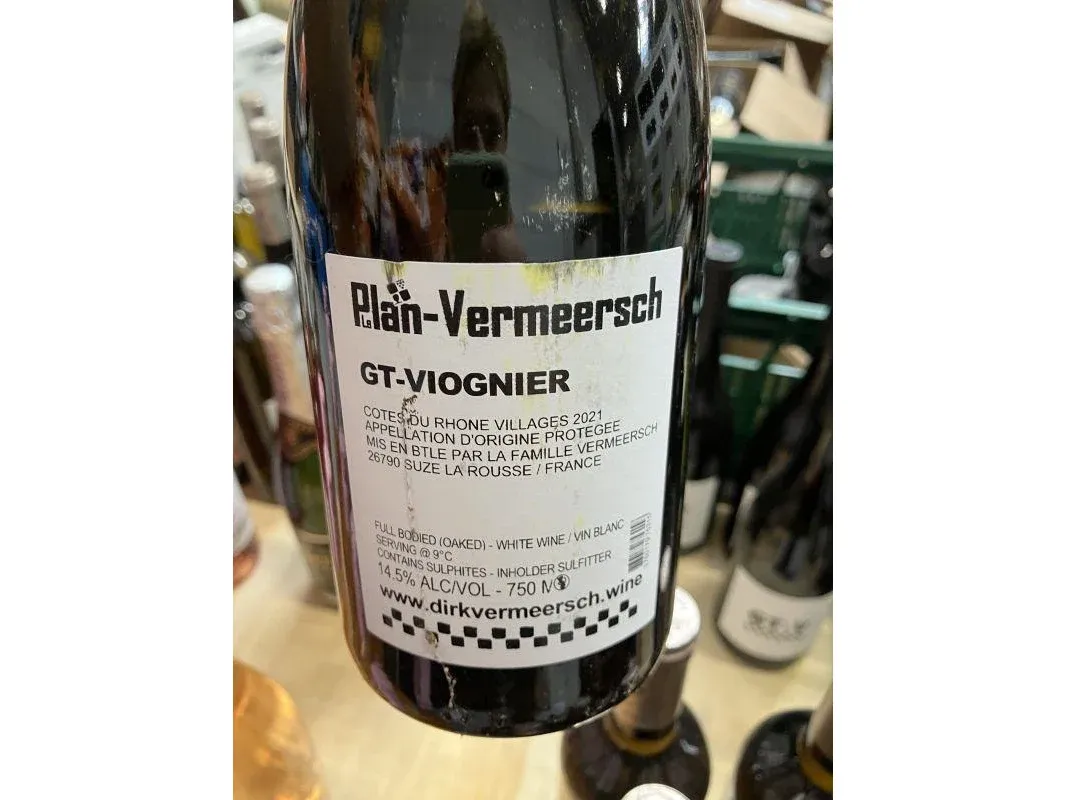 Le Plan-Vermeersch
GT-VIOGNIER
COTES DU RHONE VILLAGES 2021
APPELLATION D'ORIGINE PROTEGEE
MIS EN BTLE PAR LA FAMILLE VERMEERSCH
26790 SUZE LA ROUSSE / FRANCE
FULL BODIED (OAKED) - WHITE WINE / VIN BLANC
SERVING @ 9°C
CONTAINS SULPHITES - INHOLDER SULFITTER
14.5% ALC/VOL - 750 M
www.dirkvermeersch.wine